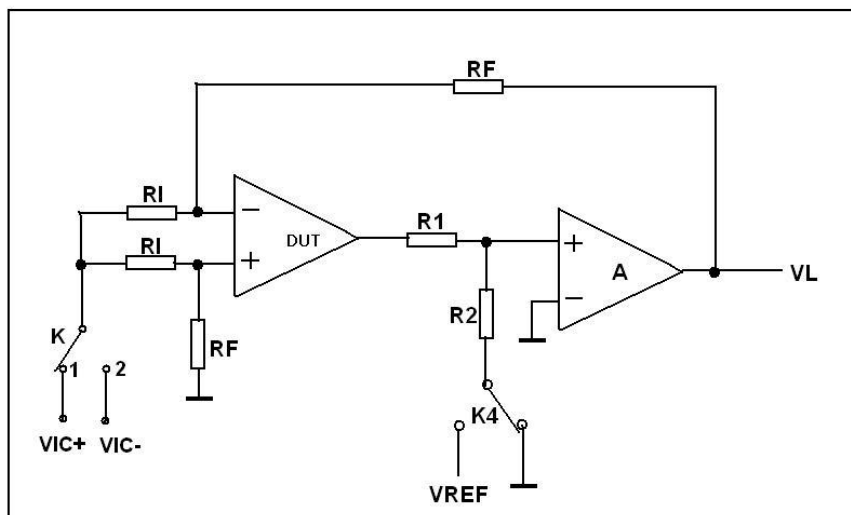 RF
RI
R1
DUT
RI
A
VL
R2
K
1
2
RF
K4
VIC+
VIC-
VREF